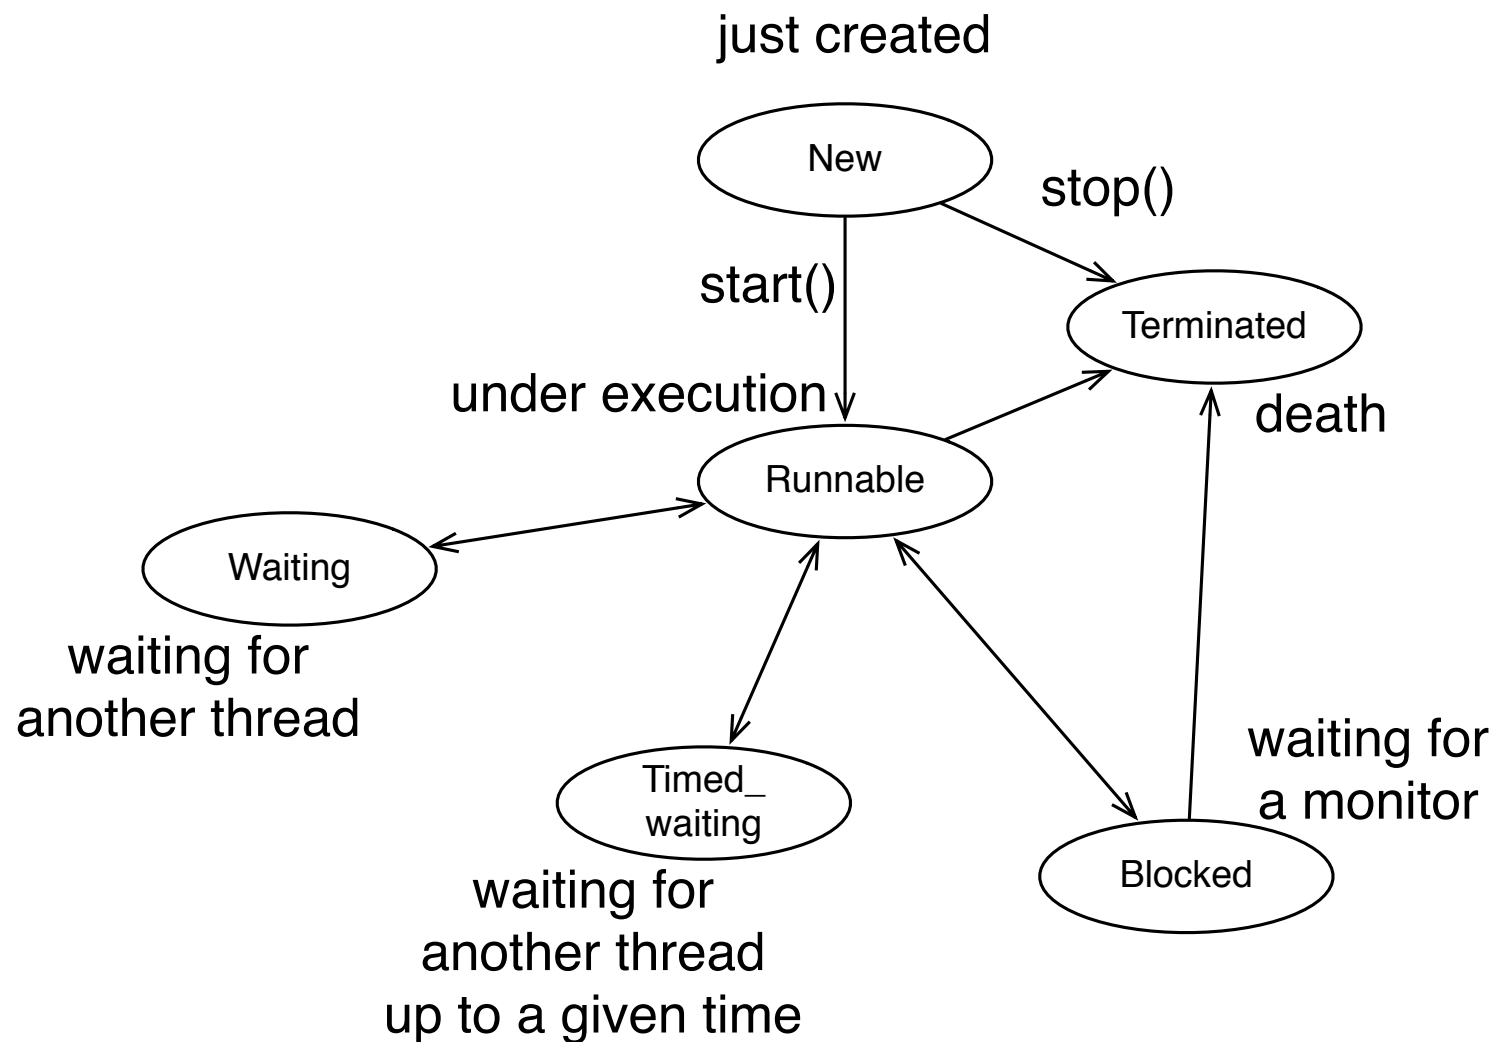 just created
New
stop()
start()
Terminated
under execution
death
Runnable
Waiting
waiting for
another thread
Timed_
waiting
waiting for
another thread
up to a given time
waiting for
a monitor
Blocked